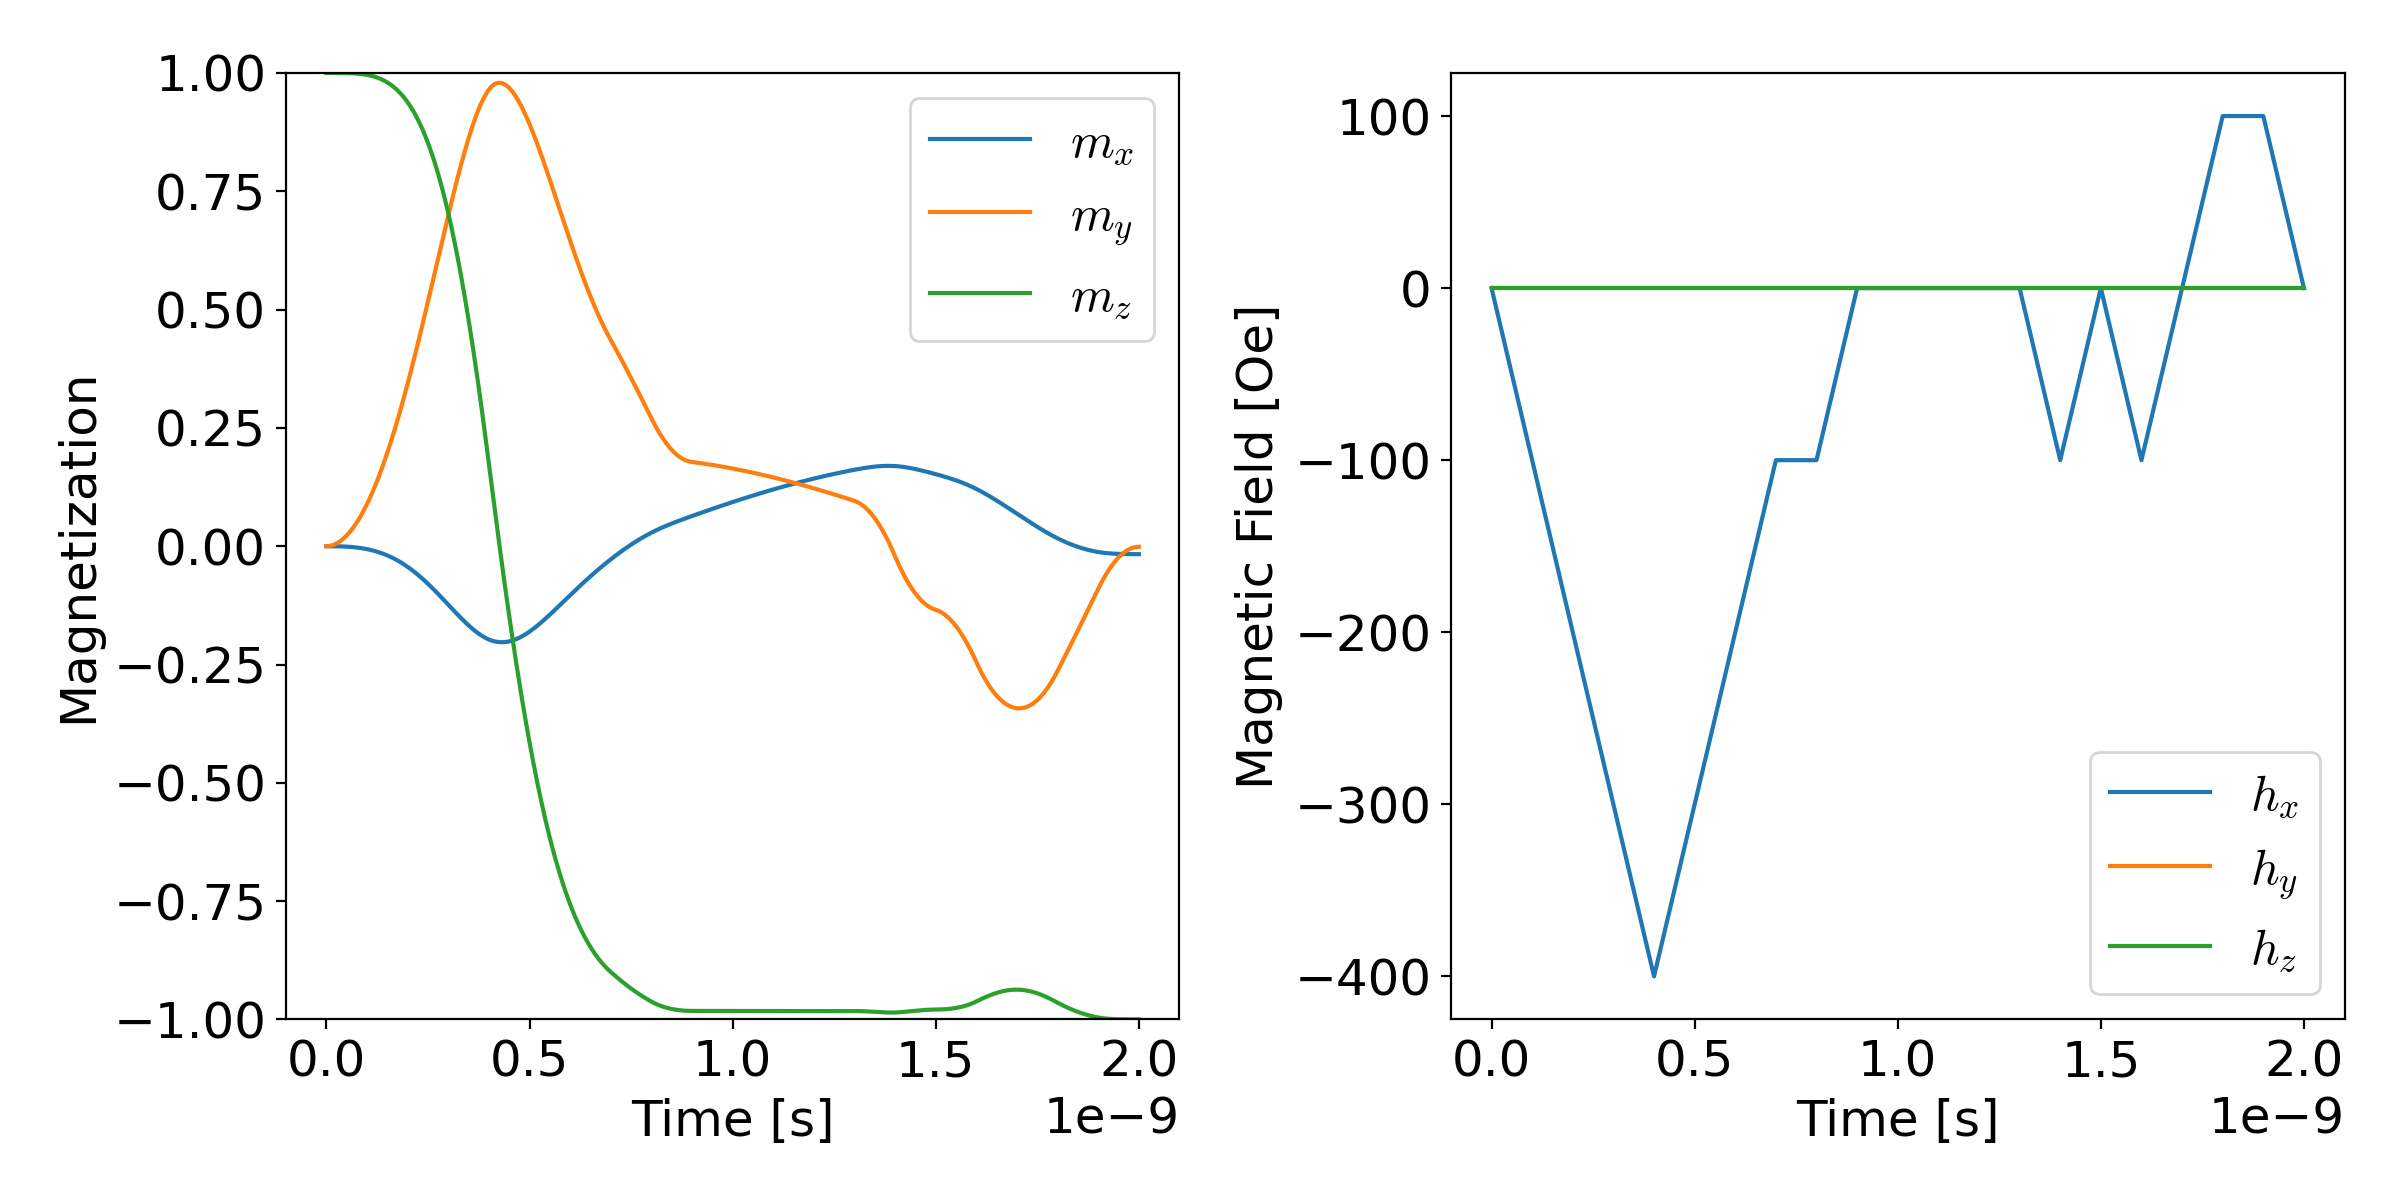 Magnetization
1.00
0.75
0.50
0.25
0.00
−0.25
−0.50
−0.75
−1.00
0.0 0.5 1.0 1.5 2.0
Time [s]
1e−9
m_x
m_y
m_z
Magnetic Field [Oe]
100
0
−100
−200
−300
−400
0.0 0.5 1.0 1.5 2.0
Time [s]
1e−9
h_x
h_y
h_z